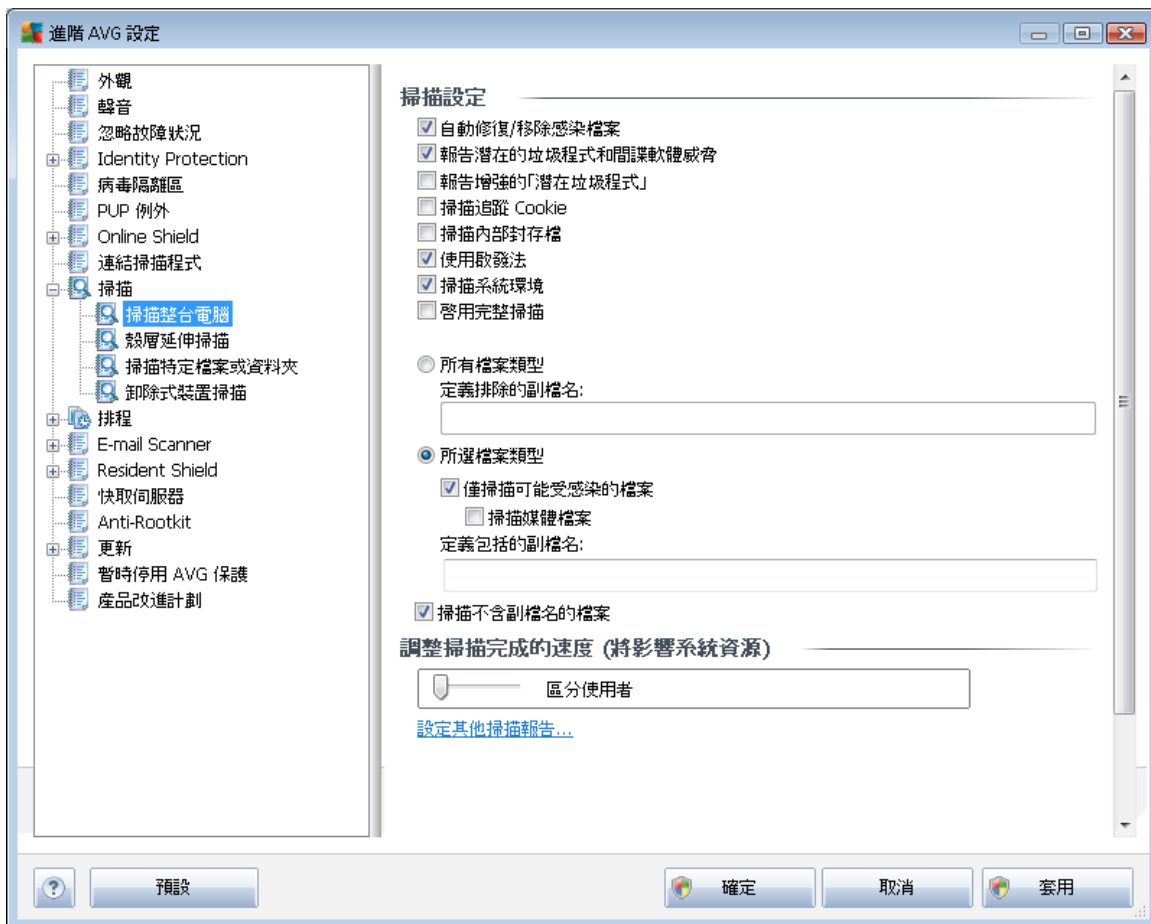 進階 AVG 設定
外觀
聲音
忽略故障狀況
Identity Protection
病毒隔離區
PUP 例外
Online Shield
連結掃描程式
掃描
掃描整台電腦
殼層延伸掃描
掃描特定檔案或資料夾
卸除式裝置掃描
排程
E-mail Scanner
Resident Shield
快取伺服器
Anti-Rootkit
更新
暫時停用 AVG 保護
產品改進計劃
掃描設定
自動修復/移除感染檔案
報告潛在的垃圾程式和間諜軟體威脅
報告增強的「潛在垃圾程式」
掃描追蹤 Cookie
掃描內部封存檔
使用啟發法
掃描系統環境
啓用完整掃描
所有檔案類型
定義排除的副檔名:
所選檔案類型
僅掃描可能受感染的檔案
掃描媒體檔案
定義包括的副檔名:
掃描不含副檔名的檔案
調整掃描完成的速度 (將影響系統資源)
區分使用者
設定其他掃描報告...
?
預設
確定
取消
套用